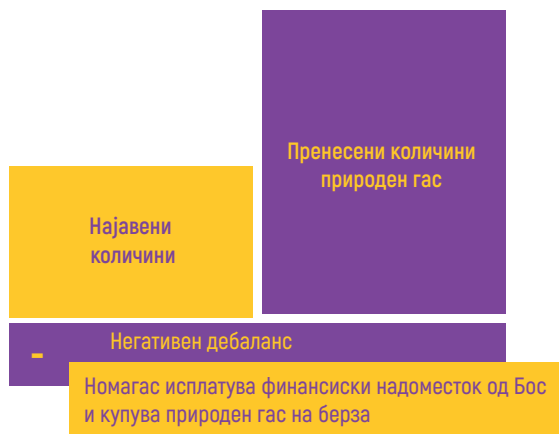 Пренесени количини
природен гас
Најавени
количини
-
Негативен дебаланс
Номагас исплатува финансиски надоместок од Бос
и купува природен гас на берза